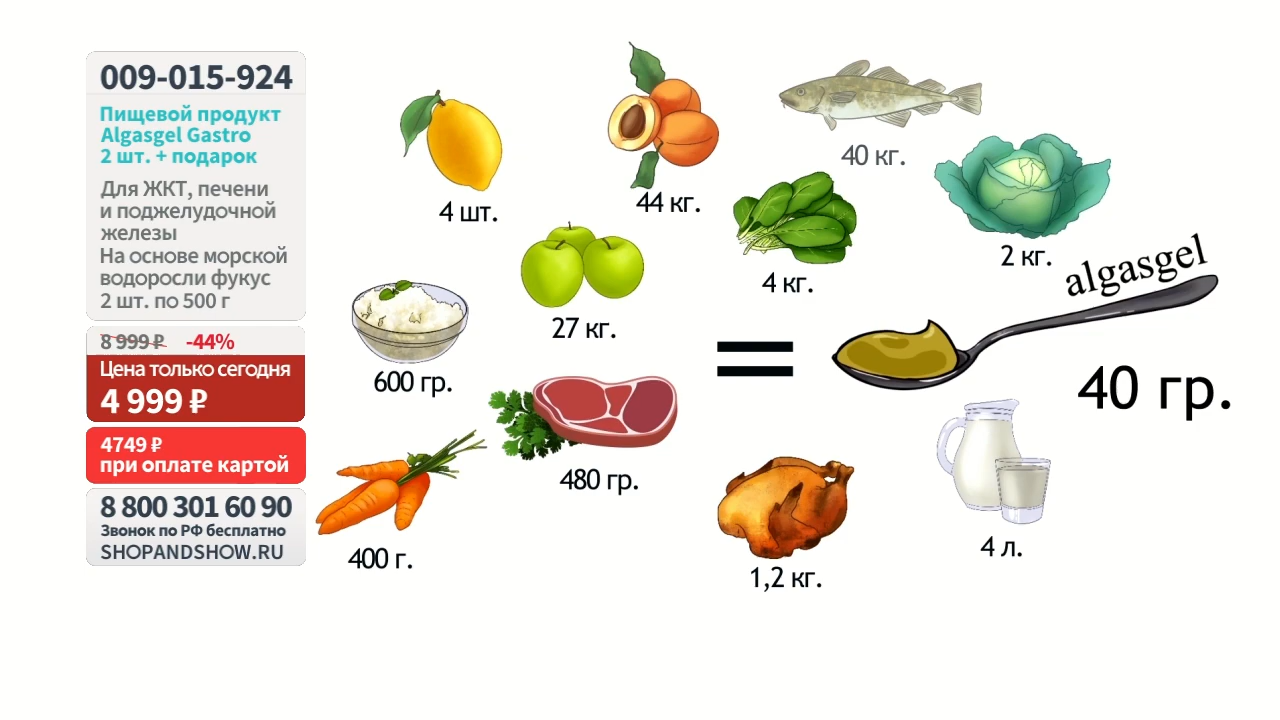 009-015-924
Пищевой продукт
Algasgel Gastro
2 шт. + подарок
Для ЖКТ, печени
и поджелудочной
железы
На основе морской
водоросли фукус
2 шт. по 500 г
8 999 ₽ -44%
Цена только сегодня
4 999 ₽
4749 ₽
при оплате картой
8 800 301 60 90
Звонок по РФ бесплатно
SHOPANDSHOW.RU
4 шт.
44 кг.
40 кг.
2 кг.
4 кг.
27 кг.
600 гр.
480 гр.
400 г.
1,2 кг.
4 л.
=
algasgel
40 гр.